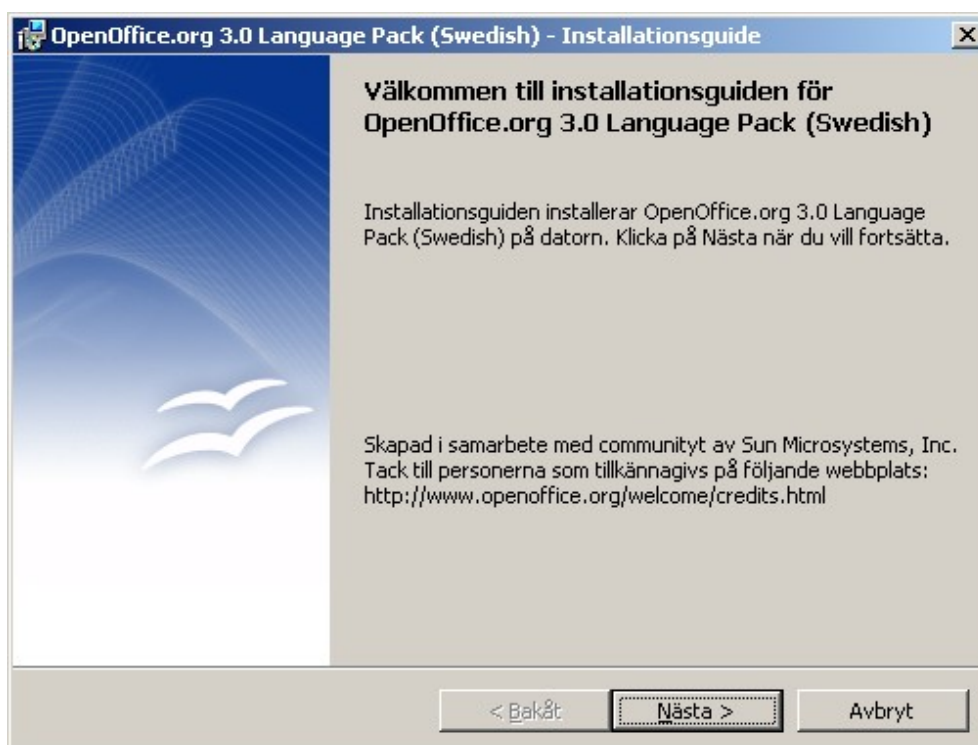 OpenOffice.org 3.0 Language Pack (Swedish) - Installationsguide
Välkommen till installationsguiden för
OpenOffice.org 3.0 Language Pack (Swedish)
Installationsguiden installerar OpenOffice.org 3.0 Language
Pack (Swedish) på datorn. Klicka på Nästa när du vill fortsätta.
Skapad i samarbete med communityt av Sun Microsystems, Inc.
Tack till personerna som tillkännagivs på följande webbplats:
http://www.openoffice.org/welcome/credits.html
< Bakåt
Nästa >
Avbryt